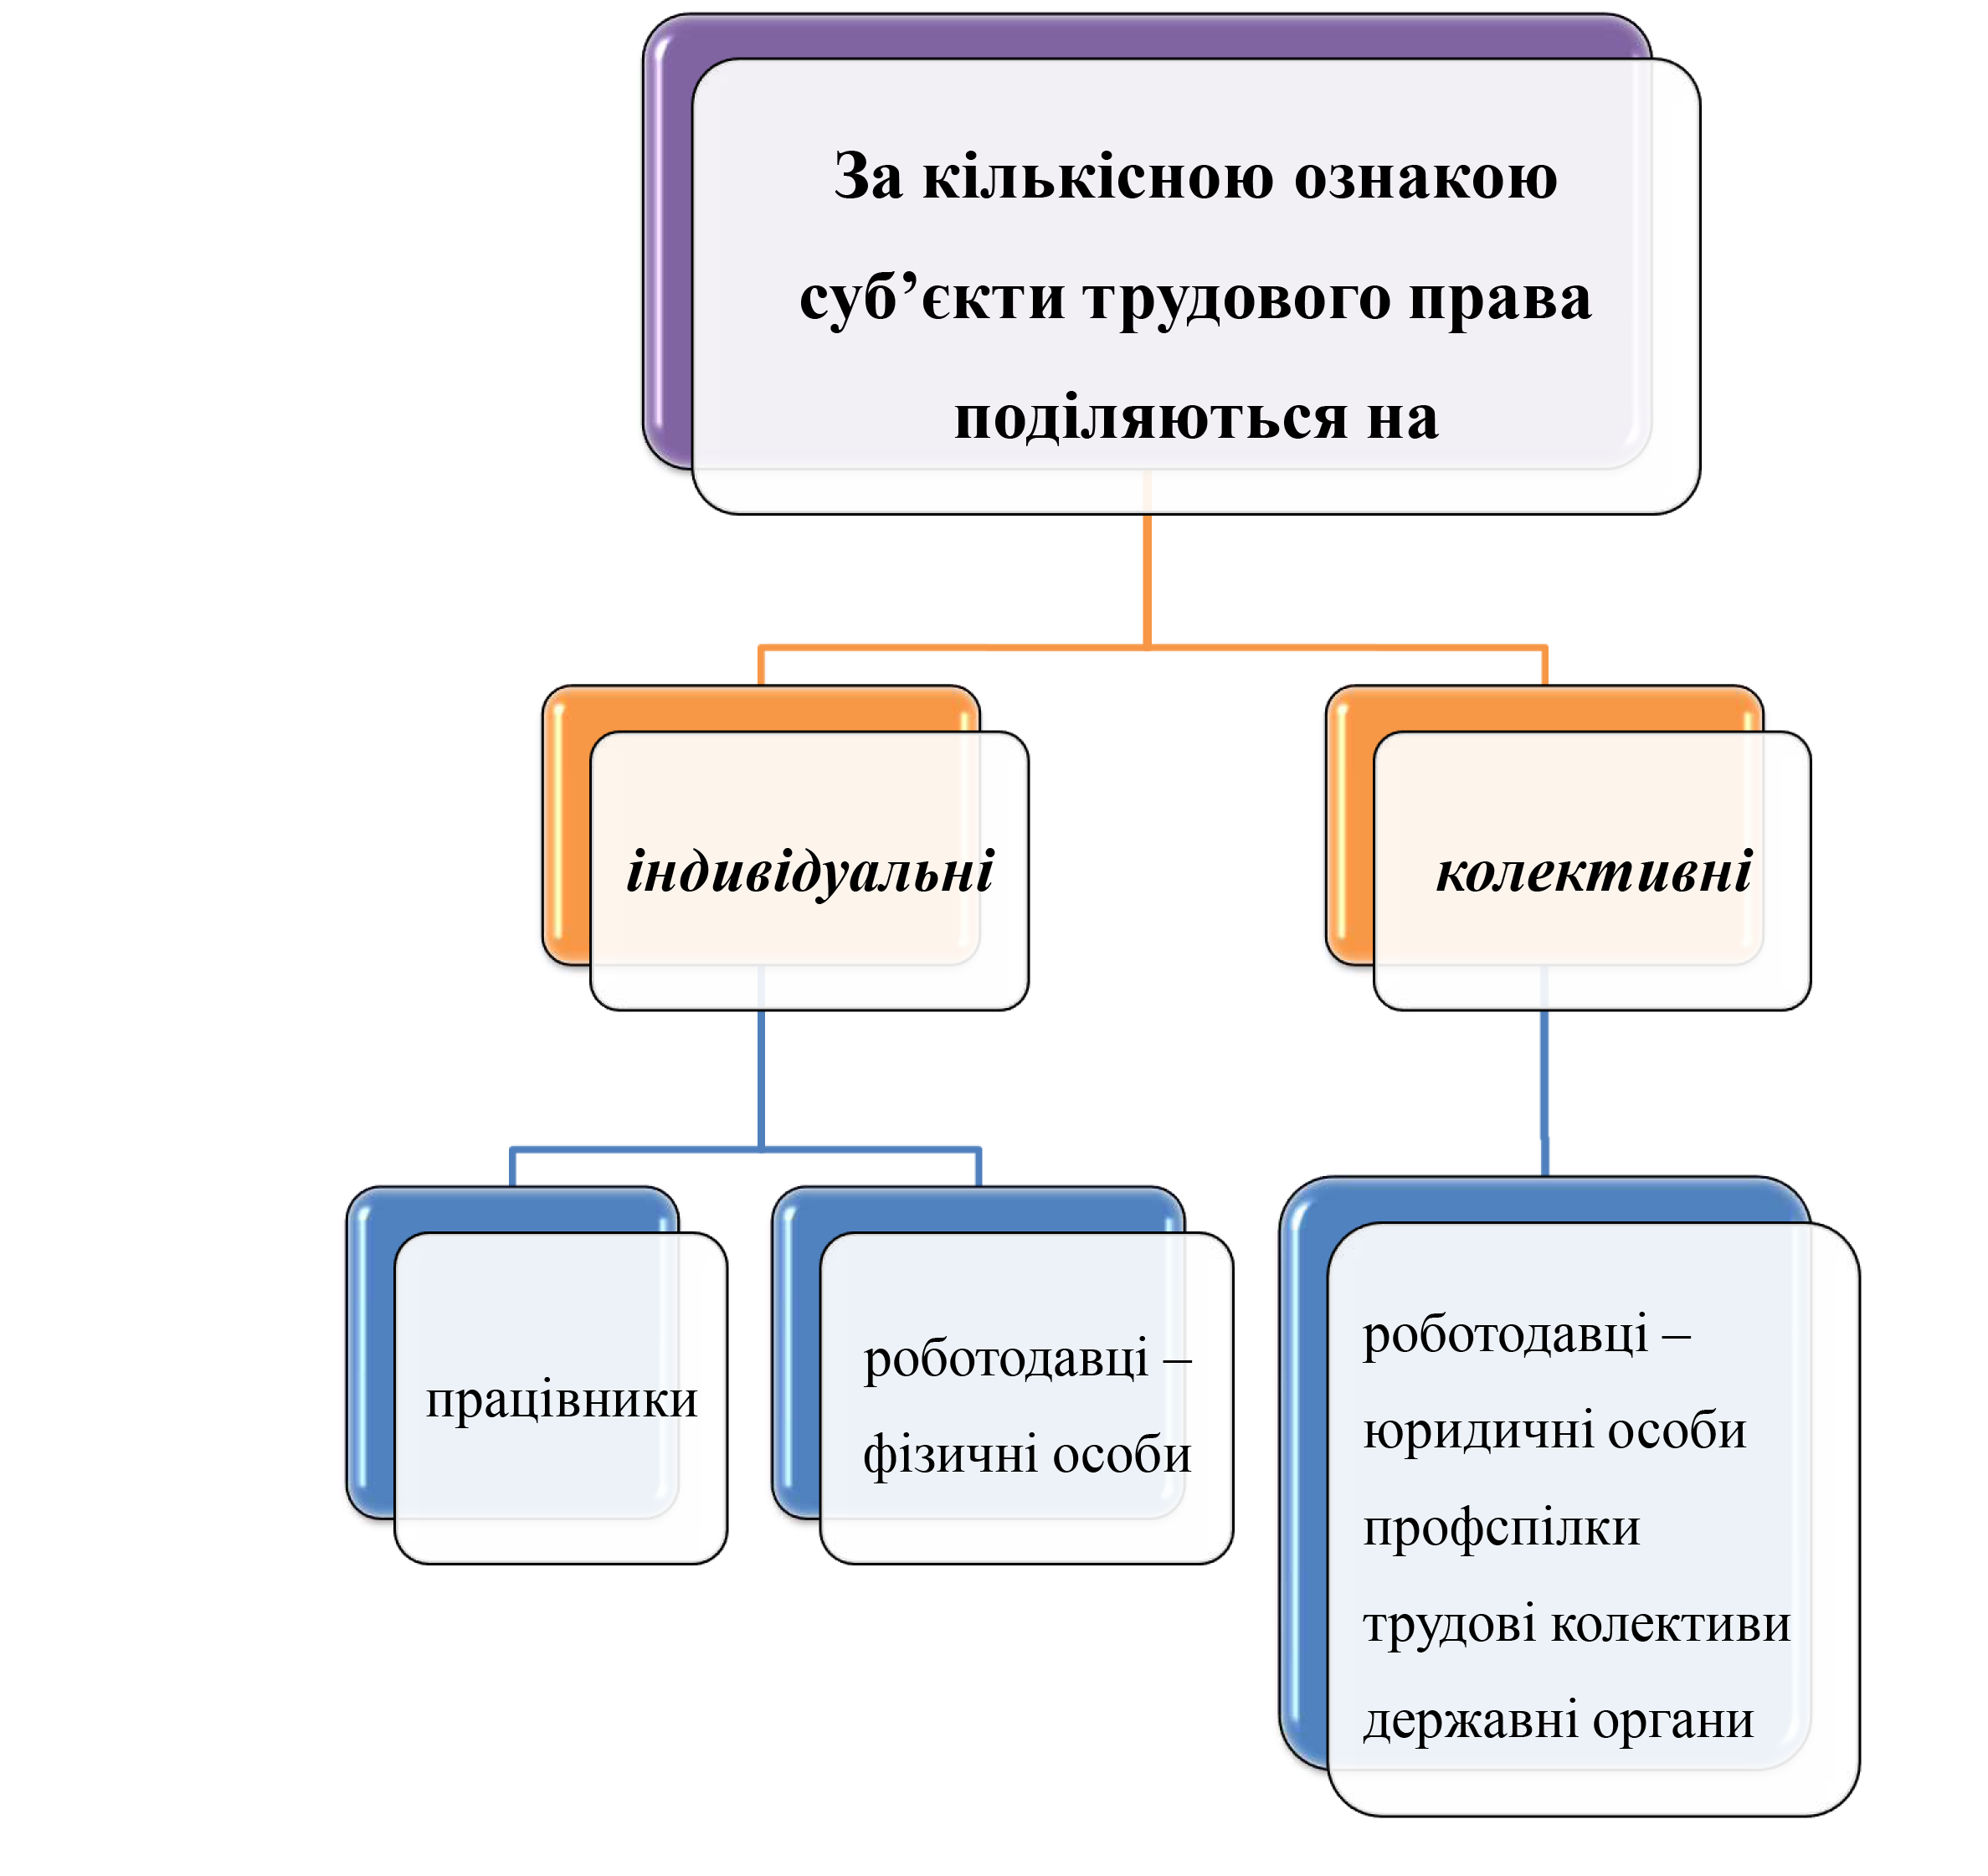 За кількісною ознакою
суб’єкти трудового права
поділяються на
індивідуальні
колективні
працівники
роботодавці –
фізичні особи
роботодавці –
юридичні особи
профспілки
трудові колективи
державні органи